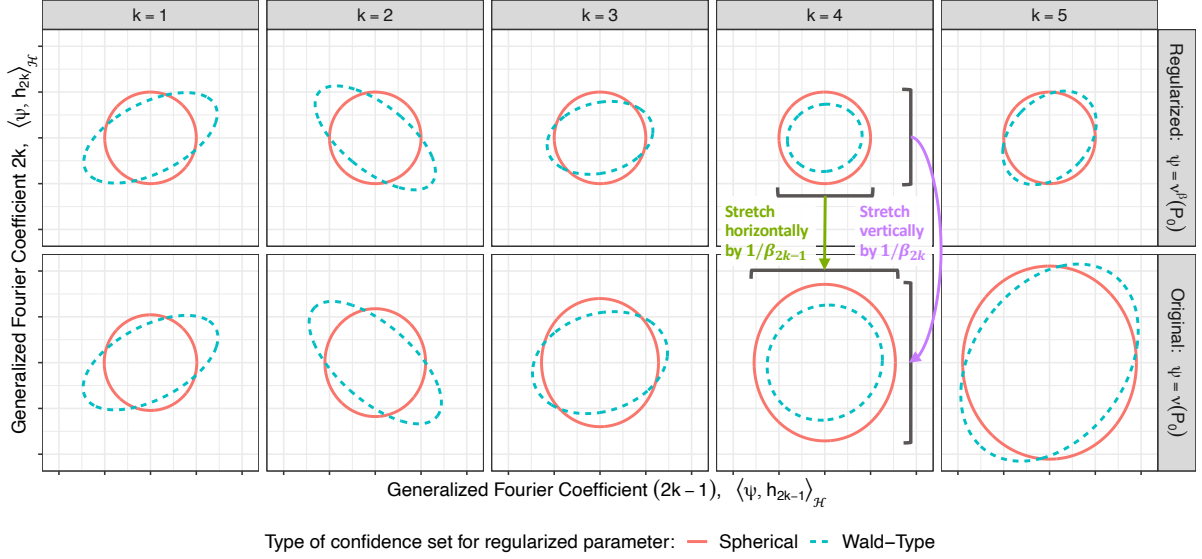 k = 1
k = 2
k = 3
k = 4
k = 5
Generalized Fourier Coefficient 2k, ⟨ψ, h₂ₖ⟩_ℋ
Regularized: ψ = ν^β(P₀)
Stretch
horizontally
by 1/β₂ₖ₋₁
Stretch
vertically
by 1/β₂ₖ
Original: ψ = ν(P₀)
Generalized Fourier Coefficient (2k − 1), ⟨ψ, h₂ₖ₋₁⟩_ℋ
Type of confidence set for regularized parameter: Spherical Wald−Type